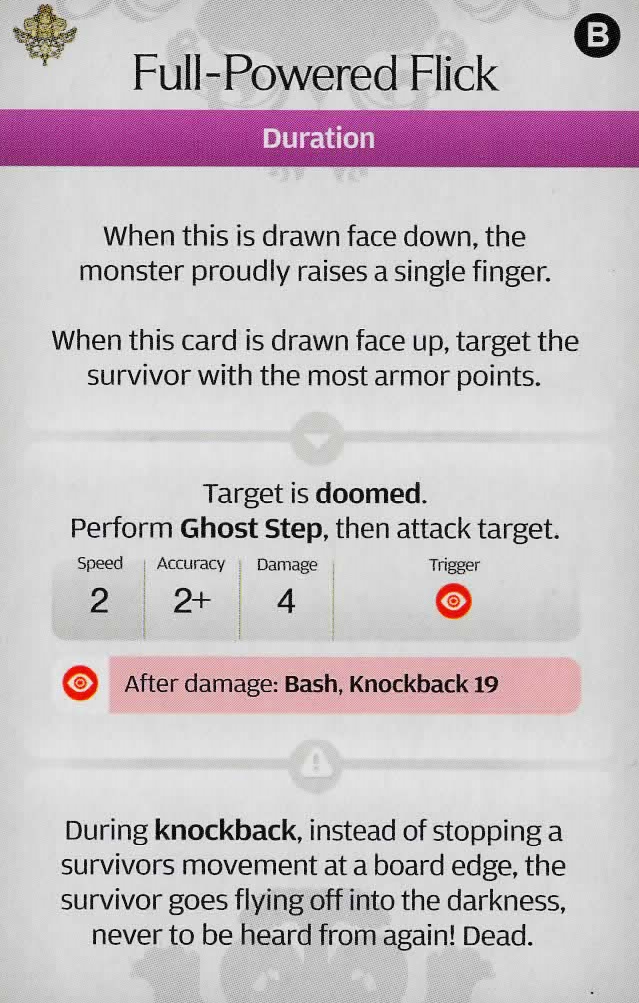 B
Full-Powered Flick
Duration
When this is drawn face down, the
monster proudly raises a single finger.
When this card is drawn face up, target the
survivor with the most armor points.
Target is doomed.
Perform Ghost Step, then attack target.
Speed Accuracy Damage Trigger
2 2+ 4
After damage: Bash, Knockback 19
During knockback, instead of stopping a
survivors movement at a board edge, the
survivor goes flying off into the darkness,
never to be heard from again! Dead.